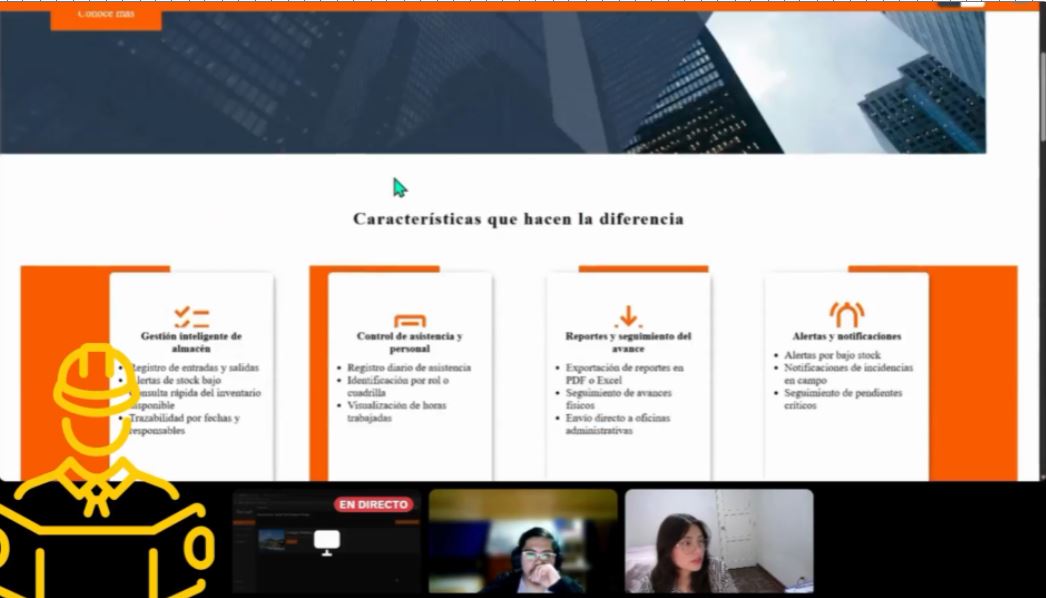 Conoce más
Características que hacen la diferencia
Gestión inteligente de
almacén
Registro de entradas y salidas
Alertas de stock bajo
Consulta rápida del inventario
disponible
Trazabilidad por fechas y
responsables
Control de asistencia y
personal
Registro diario de asistencia
Identificación por rol o
cuadrilla
Visualización de horas
trabajadas
Reportes y seguimiento del
avance
Exportación de reportes en
PDF o Excel
Seguimiento de avances
físicos
Envío directo a oficinas
administrativas
Alertas y notificaciones
Alertas por bajo stock
Notificaciones de incidencias
en campo
Seguimiento de pendientes
críticos
EN DIRECTO